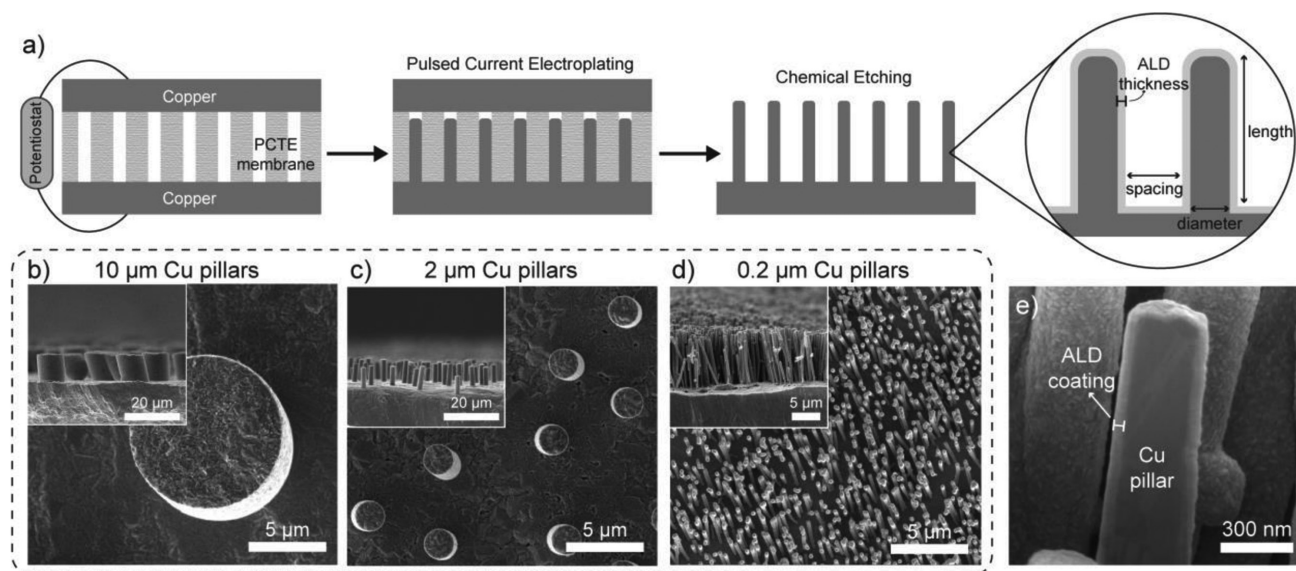 a)
Potentiostat
Copper
PCTE
membrane
Copper
Pulsed Current Electroplating
Chemical Etching
ALD
thickness
length
spacing
diameter
b)
10 µm Cu pillars
20 µm
5 µm
c)
2 µm Cu pillars
20 µm
5 µm
d)
0.2 µm Cu pillars
5 µm
5 µm
e)
ALD
coating
Cu
pillar
300 nm